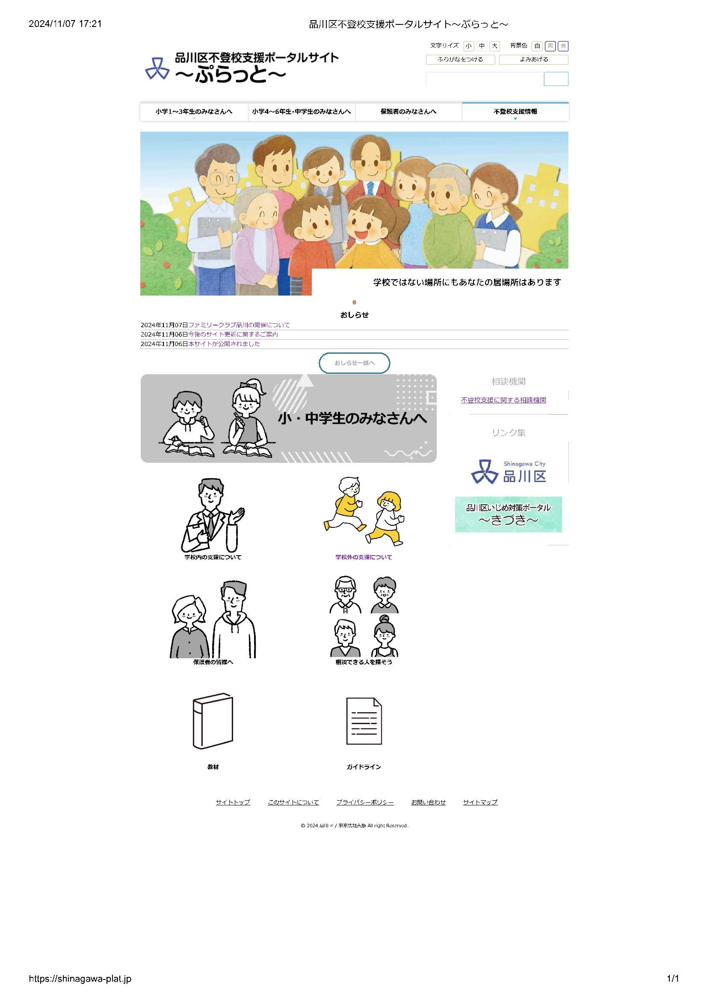 2024/11/07 17:21
品川区不登校支援ポータルサイト～ぷらっと～
文字サイズ 小 中 大 背景色 白 黒 青
ふりがなをつける よみあげる
品川区不登校支援ポータルサイト
～ぷらっと～
小学1～3年生のみなさんへ 小学4～6年生・中学生のみなさんへ 保護者のみなさんへ 不登校支援情報
学校ではない場所にもあなたの居場所はあります
おしらせ
2024年11月07日ファミリークラブ品川の開催について
2024年11月06日今後のサイト更新に関するご案内
2024年11月06日本サイトが公開されました
おしらせ一覧へ
小・中学生のみなさんへ
相談機関
不登校支援に関する相談機関
リンク集
Shinagawa City
品川区
品川区いじめ対策ポータル
～きづき～
学校内の支援について
学校外の支援について
保護者の皆様へ
相談できる人を探そう
教材
ガイドライン
サイトトップ このサイトについて プライバシーポリシー お問い合わせ サイトマップ
© 2024 品川区 / 東京法規出版 All right Reserved.
https://shinagawa-plat.jp
1/1